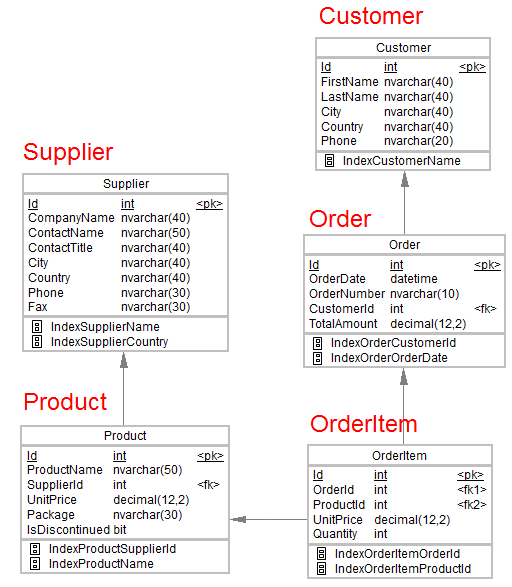 Customer
Customer
Id int <pk>
FirstName nvarchar(40)
LastName nvarchar(40)
City nvarchar(40)
Country nvarchar(40)
Phone nvarchar(20)
IndexCustomerName
Supplier
Supplier
Id int <pk>
CompanyName nvarchar(40)
ContactName nvarchar(50)
ContactTitle nvarchar(40)
City nvarchar(40)
Country nvarchar(40)
Phone nvarchar(30)
Fax nvarchar(30)
IndexSupplierName
IndexSupplierCountry
Order
Order
Id int <pk>
OrderDate datetime
OrderNumber nvarchar(10)
CustomerId int <fk>
TotalAmount decimal(12,2)
IndexOrderCustomerId
IndexOrderOrderDate
Product
Product
Id int <pk>
ProductName nvarchar(50)
SupplierId int <fk>
UnitPrice decimal(12,2)
Package nvarchar(30)
IsDiscontinued bit
IndexProductSupplierId
IndexProductName
OrderItem
OrderItem
Id int <pk>
OrderId int <fk1>
ProductId int <fk2>
UnitPrice decimal(12,2)
Quantity int
IndexOrderItemOrderId
IndexOrderItemProductId